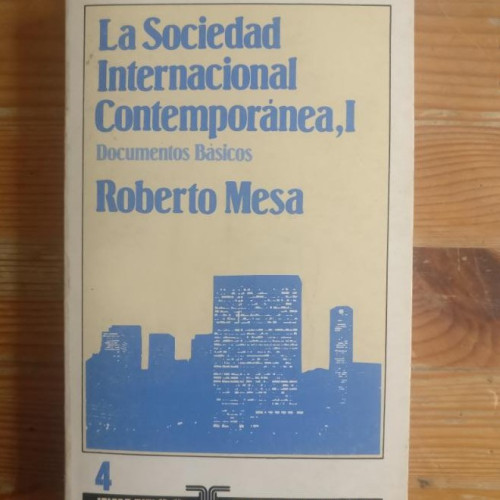 La Sociedad
Internacional
Contemporánea, I
Documentos Básicos
Roberto Mesa
4